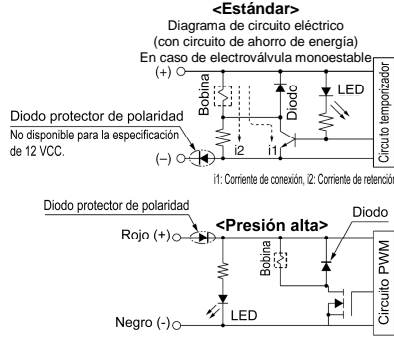 <Estándar>
Diagrama de circuito eléctrico
(con circuito de ahorro de energía)
En caso de electroválvula monoestable
(+)
Bobina
Diodo
LED
Circuito temporizador
Diodo protector de polaridad
No disponible para la especificación
de 12 VCC.
i2
i1
(–)
i1: Corriente de conexión, i2: Corriente de retención
Diodo protector de polaridad
<Presión alta>
Diodo
Rojo (+)
Bobina
Circuito PWM
LED
Negro (-)